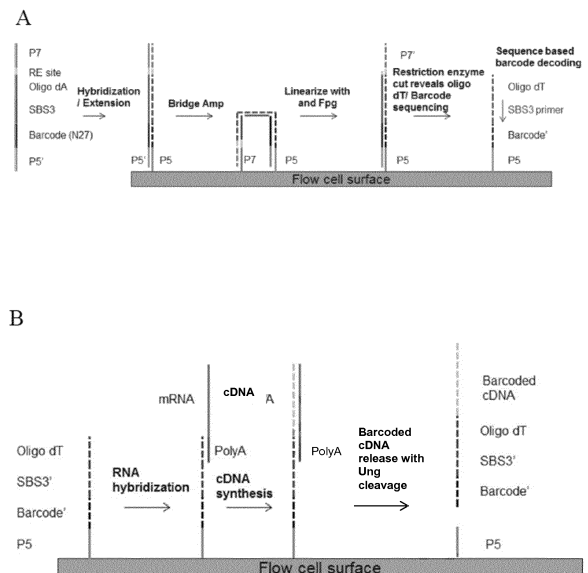 A
P7
RE site
Oligo dA
SBS3
Barcode (N27)
P5'
Hybridization
/ Extension
P5'
P5
Bridge Amp
P7
P5
Linearize with
and Fpg
P7'
P5
Restriction enzyme
cut reveals oligo
dT/ Barcode
sequencing
Sequence based
barcode decoding
Oligo dT
SBS3 primer
Barcode'
P5
Flow cell surface
B
Oligo dT
SBS3'
Barcode'
P5
RNA
hybridization
mRNA
cDNA
A
PolyA
cDNA
synthesis
PolyA
Barcoded
cDNA
release with
Ung
cleavage
Barcoded
cDNA
Oligo dT
SBS3'
Barcode'
P5
Flow cell surface